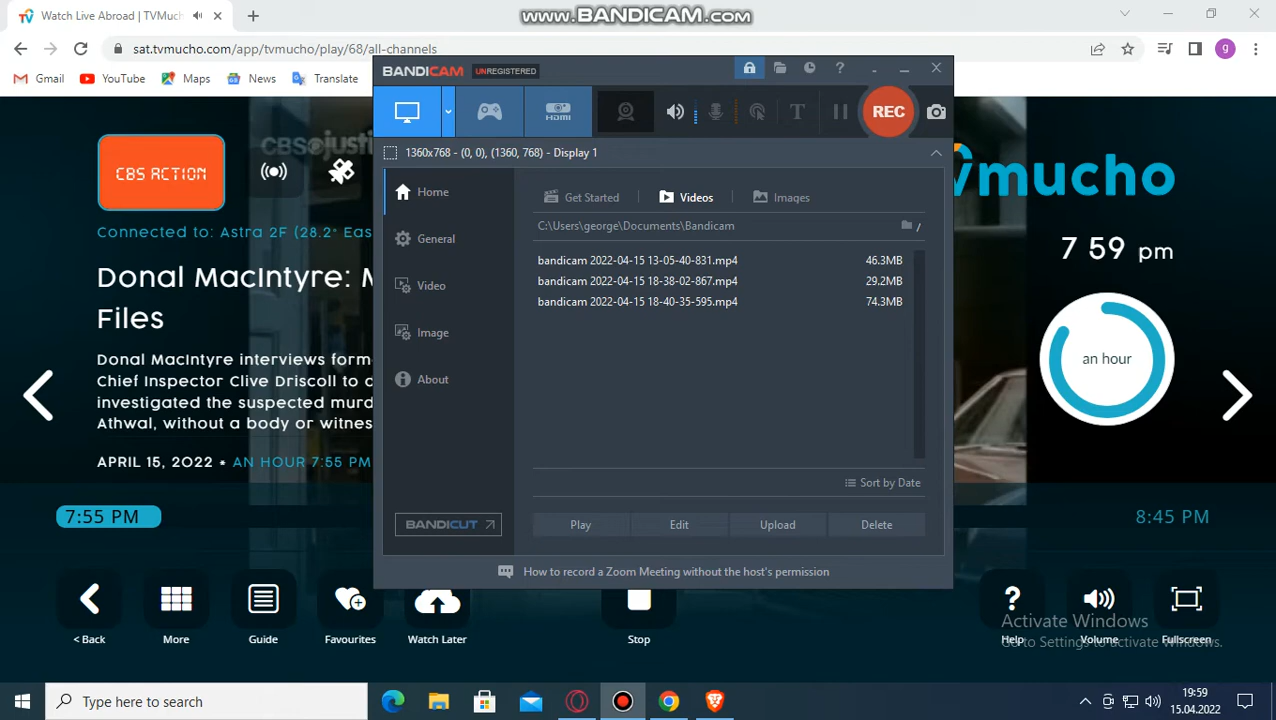 www.BANDICAM.com
Watch Live Abroad | TVMuch
sat.tvmucho.com/app/tvmucho/play/68/all-channels
g
Gmail
YouTube
Maps
News
Translate
BANDICAM UNREGISTERED
HDMI
REC
1360x768 - (0, 0), (1360, 768) - Display 1
Home
General
Video
Image
About
BANDICUT
Get Started
Videos
Images
C:\Users\george\Documents\Bandicam
bandicam 2022-04-15 13-05-40-831.mp4 46.3MB
bandicam 2022-04-15 18-38-02-867.mp4 29.2MB
bandicam 2022-04-15 18-40-35-595.mp4 74.3MB
Sort by Date
Play Edit Upload Delete
How to record a Zoom Meeting without the host's permission
CBS justice
CBS ACTION
Connected to: Astra 2F (28.2° Eas
Donal MacIntyre: M
Files
Donal MacIntyre interviews form
Chief Inspector Clive Driscoll to d
investigated the suspected murd
Athwal, without a body or witnes
APRIL 15, 2022 • AN HOUR 7:55 PM
tvmucho
7 59 pm
an hour
7:55 PM
8:45 PM
< Back
More
Guide
Favourites
Watch Later
Stop
Help
Volume
Fullscreen
Activate Windows
Go to Settings to activate Windows.
Type here to search
19:59
15.04.2022